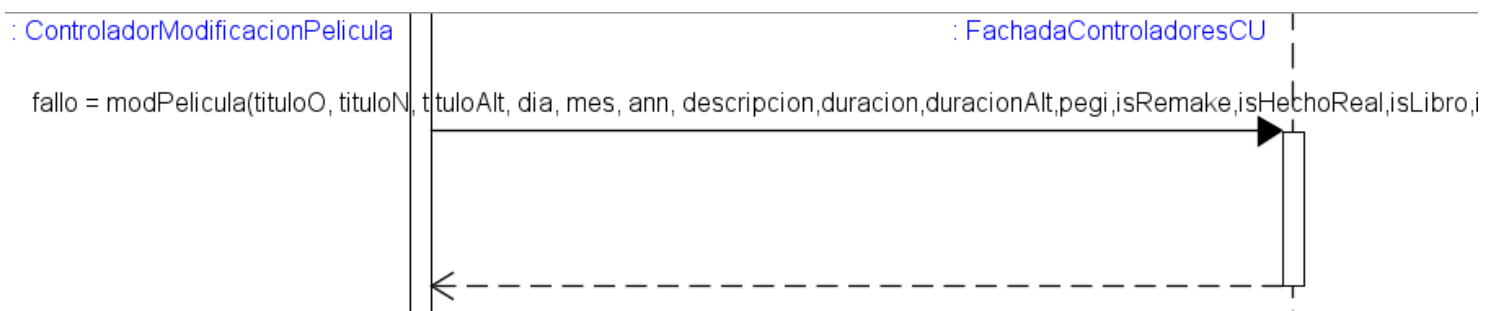 : ControladorModificacionPelicula : FachadaControladoresCU
fallo = modPelicula(tituloO, tituloN, tituloAlt, dia, mes, ann, descripcion,duracion,duracionAlt,pegi,isRemake,isHechoReal,isLibro,i